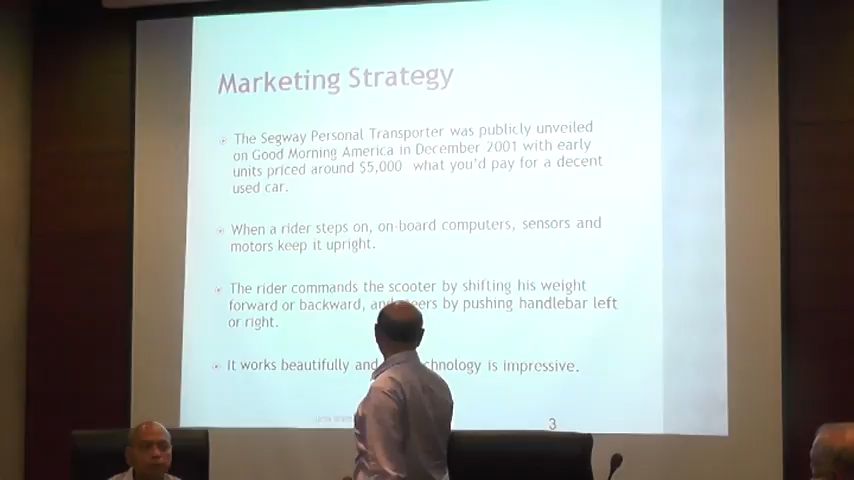 Marketing Strategy
The Segway Personal Transporter was publicly unveiled
on Good Morning America in December 2001 with early
units priced around $5,000 what you'd pay for a decent
used car.
When a rider steps on, on-board computers, sensors and
motors keep it upright.
The rider commands the scooter by shifting his weight
forward or backward, and eers by pushing handlebar left
or right.
It works beautifully and chnology is impressive.
3